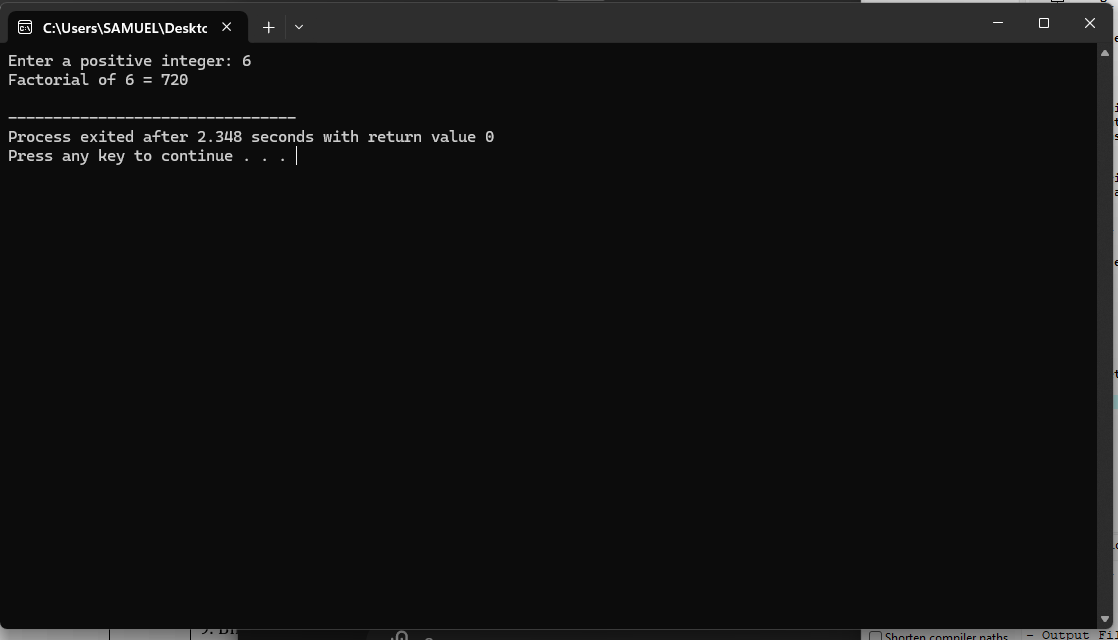 C:\Users\SAMUEL\Deskto
Enter a positive integer: 6
Factorial of 6 = 720
--------------------------------
Process exited after 2.348 seconds with return value 0
Press any key to continue . . .
Shorten compiler paths
- Output Fi